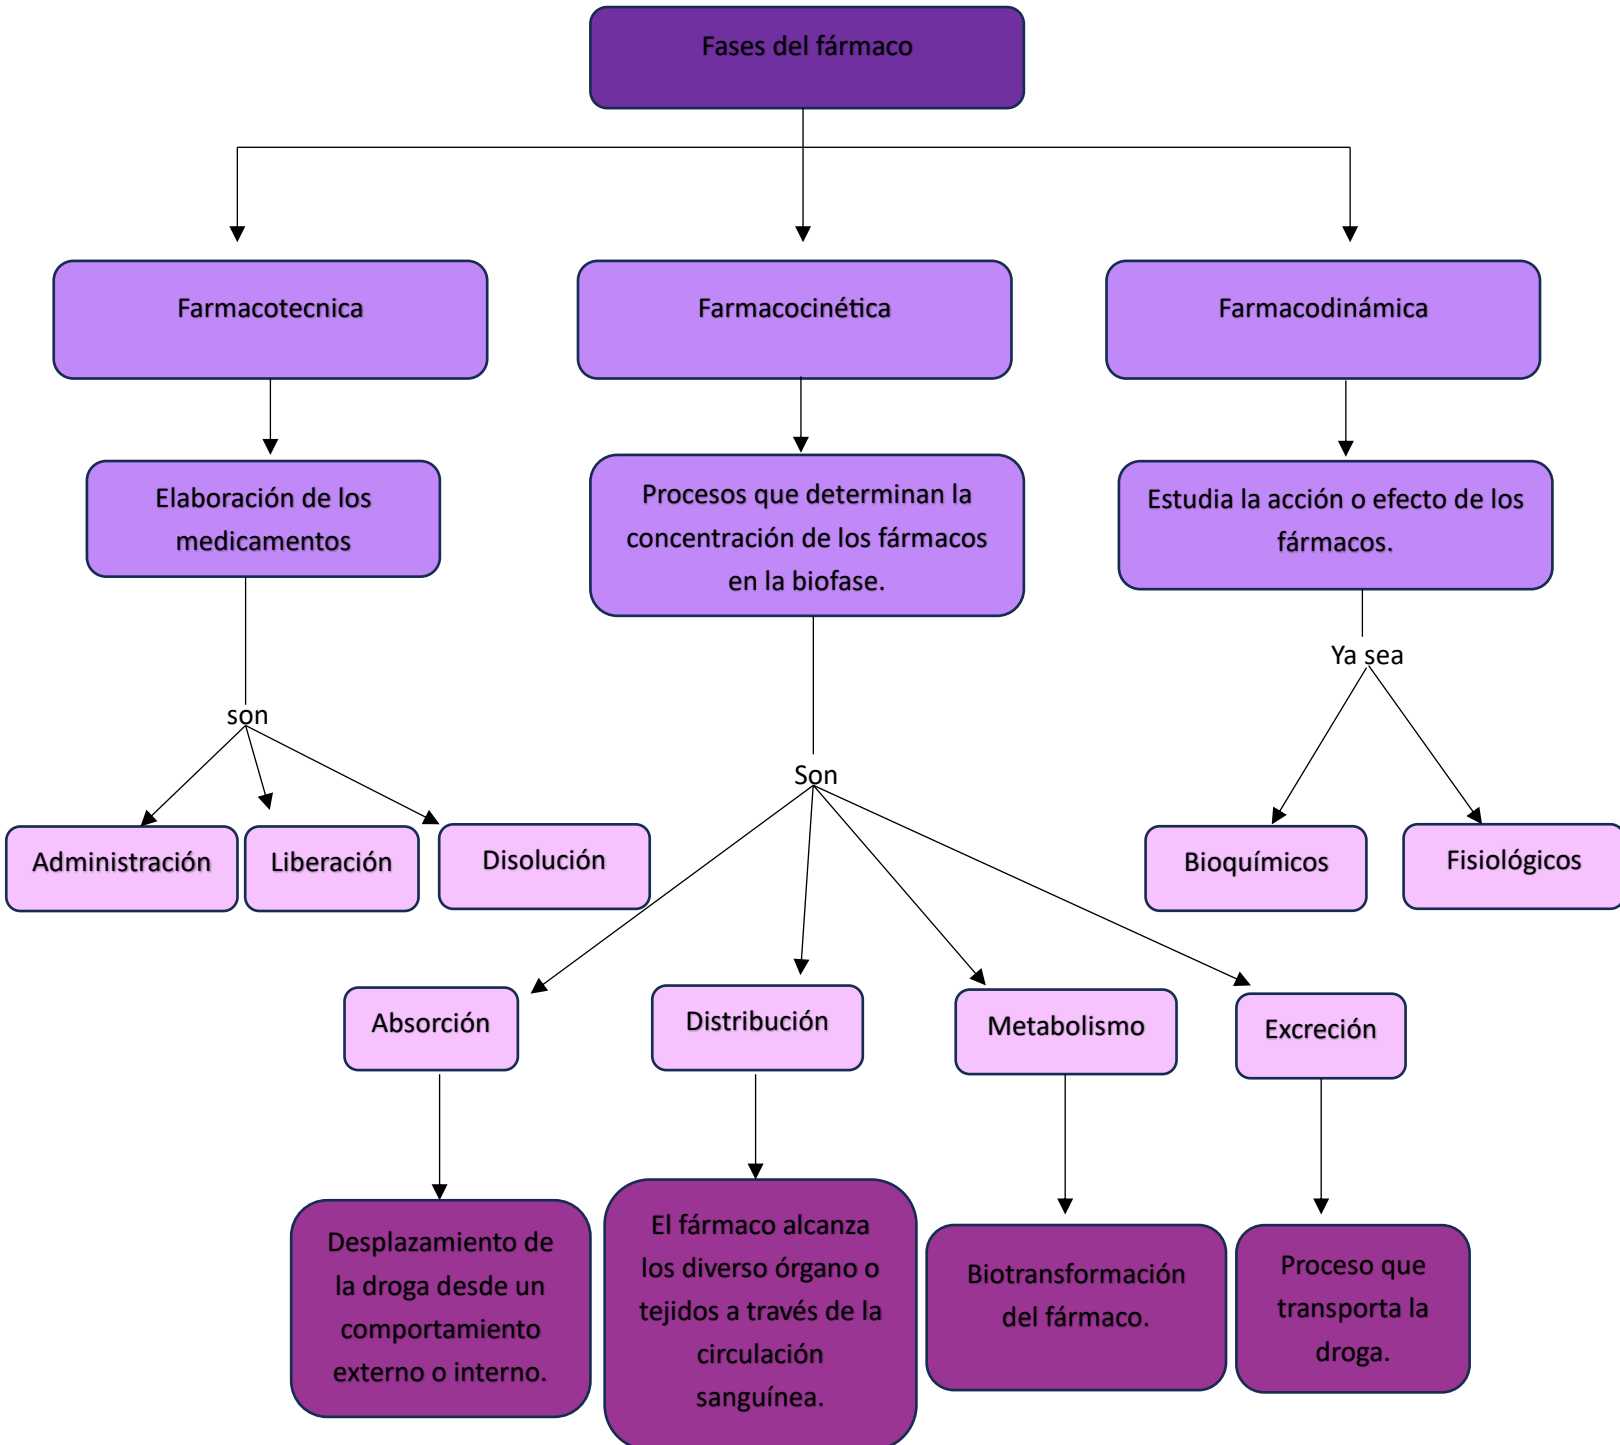 Fases del fármaco
Farmacotecnica
Farmacocinética
Farmacodinámica
Elaboración de los
medicamentos
Procesos que determinan la
concentración de los fármacos
en la biofase.
Estudia la acción o efecto de los
fármacos.
Ya sea
son
Son
Administración
Liberación
Disolución
Bioquímicos
Fisiológicos
Absorción
Distribución
Metabolismo
Excreción
Desplazamiento de
la droga desde un
comportamiento
externo o interno.
El fármaco alcanza
los diverso órgano o
tejidos a través de la
circulación
sanguínea.
Biotransformación
del fármaco.
Proceso que
transporta la
droga.